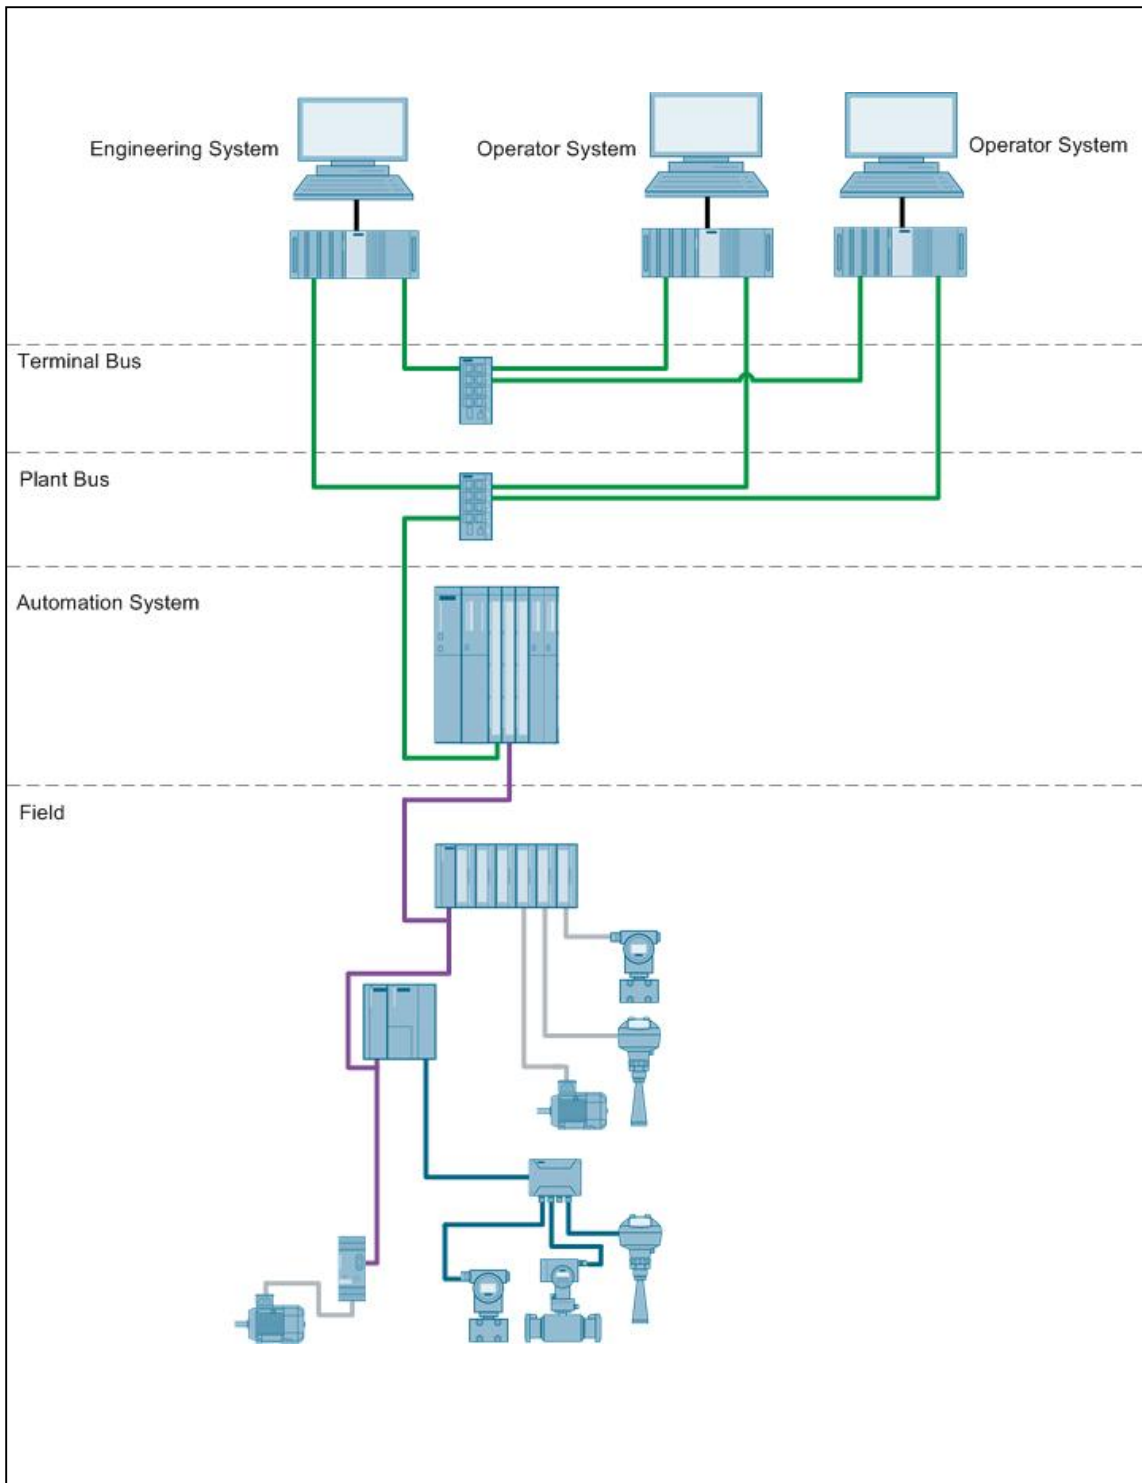 Engineering System
Operator System
Operator System
Terminal Bus
Plant Bus
Automation System
Field